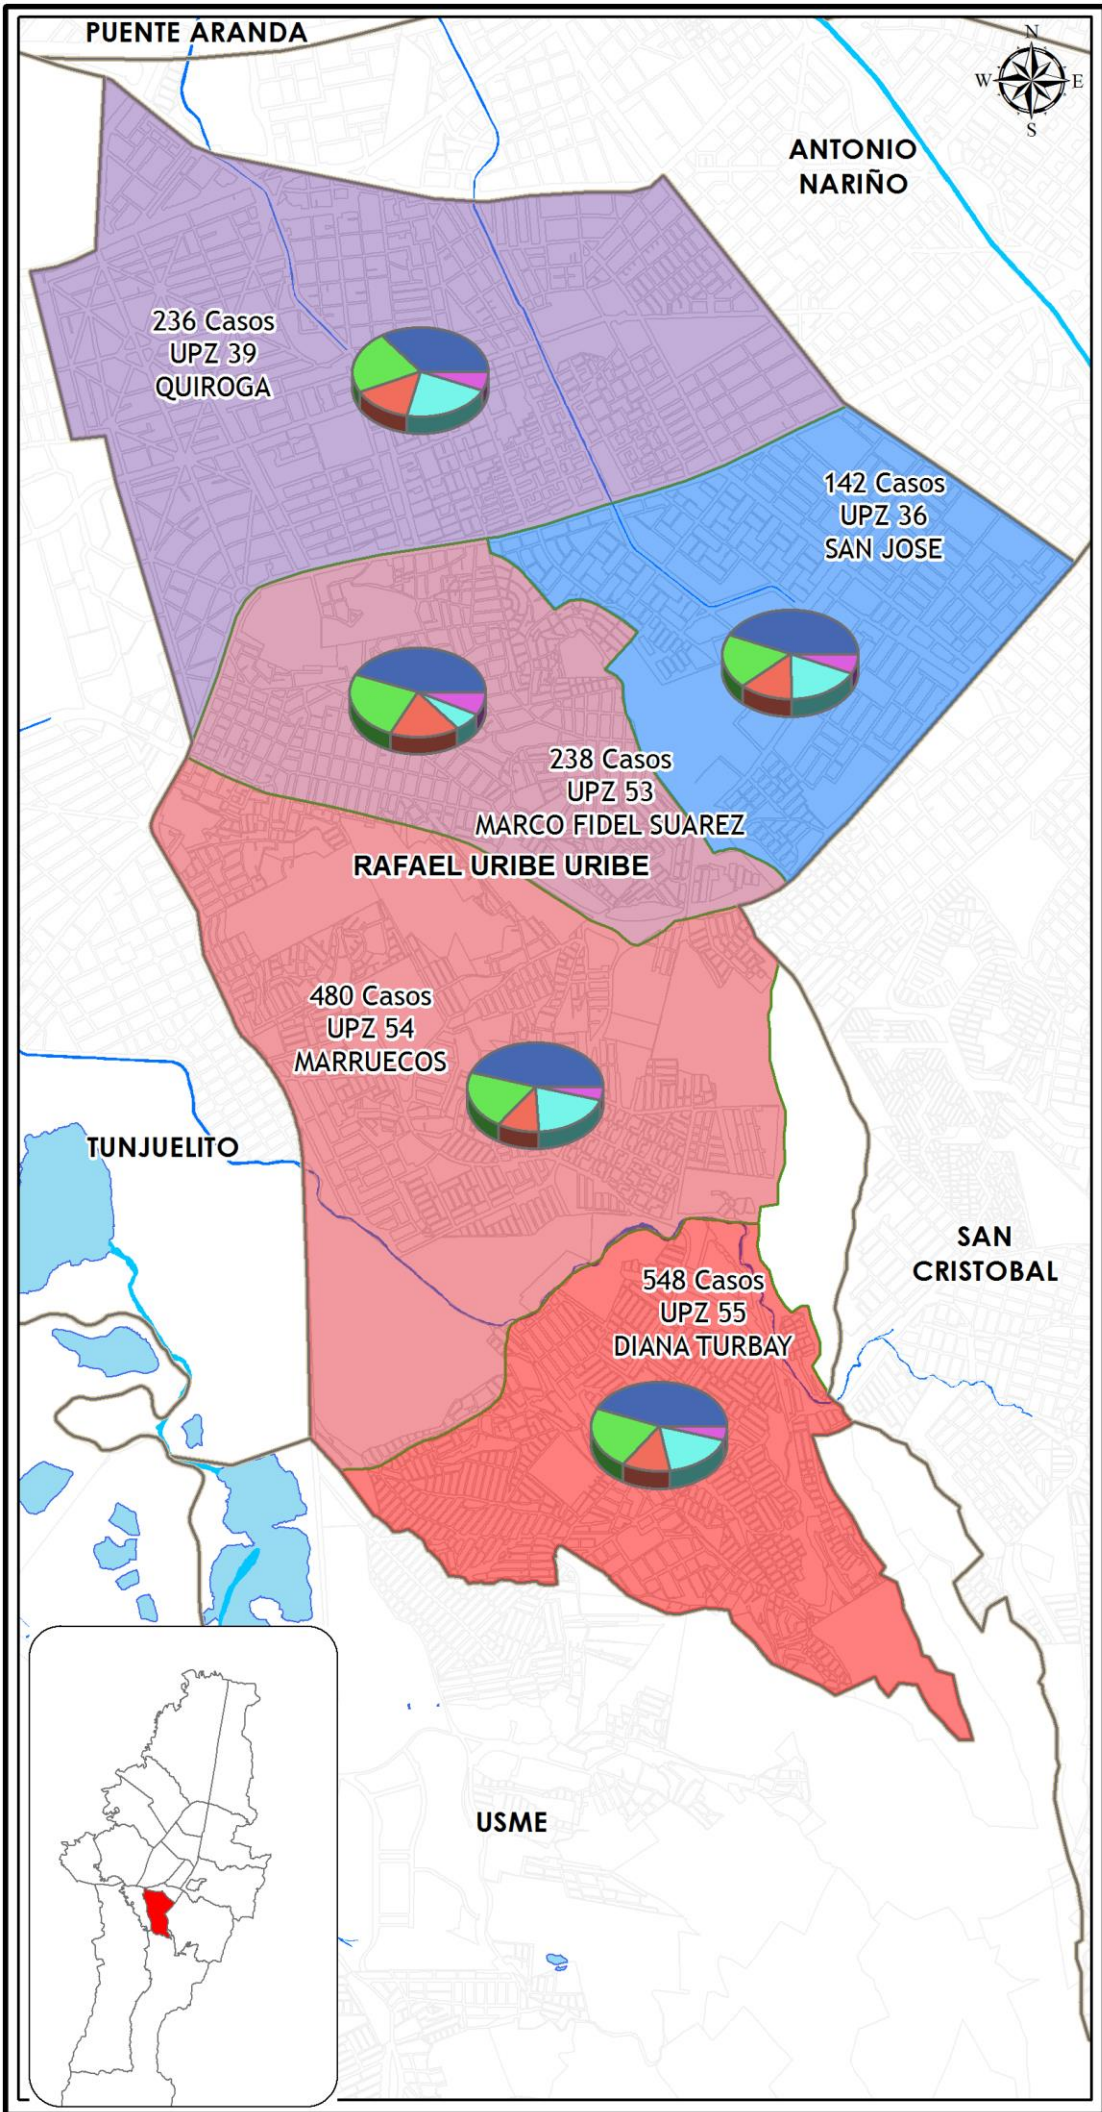 PUENTE ARANDA
N
W
E
S
ANTONIO
NARIÑO
236 Casos
UPZ 39
QUIROGA
142 Casos
UPZ 36
SAN JOSE
238 Casos
UPZ 53
MARCO FIDEL SUAREZ
RAFAEL URIBE URIBE
480 Casos
UPZ 54
MARRUECOS
TUNJUELITO
SAN
CRISTOBAL
548 Casos
UPZ 55
DIANA TURBAY
USME